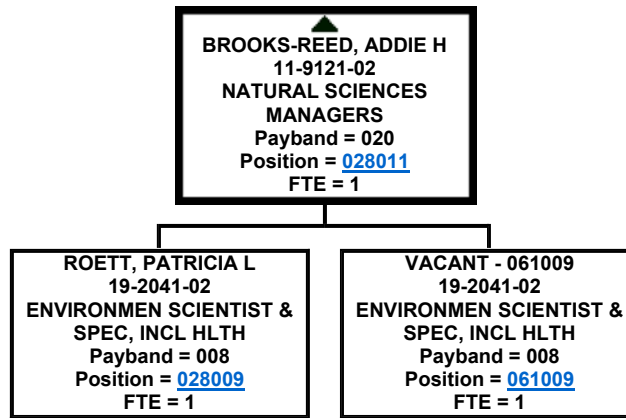 BROOKS-REED, ADDIE H
11-9121-02
NATURAL SCIENCES
MANAGERS
Payband = 020
Position = 028011
FTE = 1
ROETT, PATRICIA L
19-2041-02
ENVIRONMEN SCIENTIST &
SPEC, INCL HLTH
Payband = 008
Position = 028009
FTE = 1
VACANT - 061009
19-2041-02
ENVIRONMEN SCIENTIST &
SPEC, INCL HLTH
Payband = 008
Position = 061009
FTE = 1